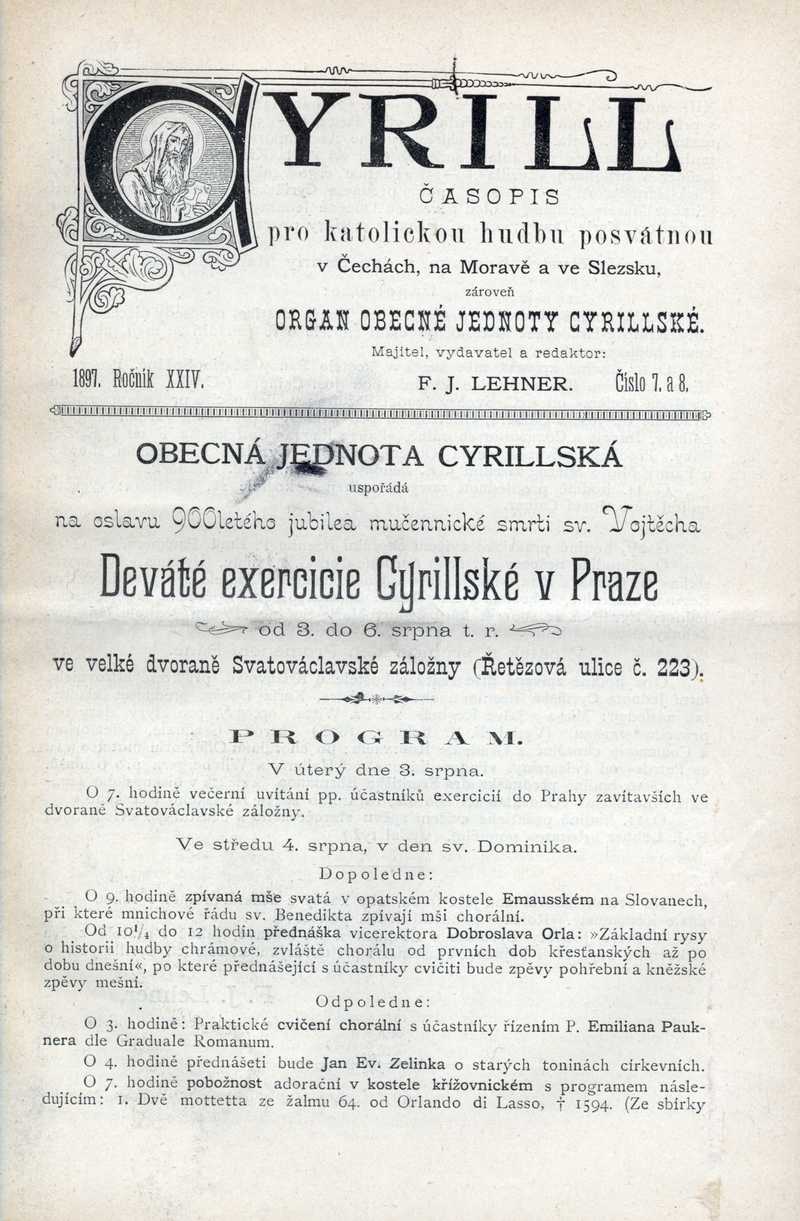 CYRILL
ČASOPIS
pro katolickou hudbu posvátnou
v Čechách, na Moravě a ve Slezsku,
zároveň
ORGAN OBECNÉ JEDNOTY CYRILLSKÉ.
Majitel, vydavatel a redaktor:
1897. Ročník XXIV. F. J. LEHNER. Číslo 7. a 8.
OBECNÁ JEDNOTA CYRILLSKÁ
uspořádá
na oslavu 900letého jubilea mučennické smrti sv. Vojtěcha
Deváté exercicie Cyrillské v Praze
od 3. do 6. srpna t. r.
ve velké dvoraně Svatováclavské záložny (Řetězová ulice č. 223).
PROGRAM.
V úterý dne 3. srpna.
O 7. hodině večerní uvítání pp. účastníků exercicií do Prahy zavítavších ve
dvoraně Svatováclavské záložny.
Ve středu 4. srpna, v den sv. Dominika.
Dopoledne:
O 9. hodině zpívaná mše svatá v opatském kostele Emausském na Slovanech,
při které mnichové řádu sv. Benedikta zpívají mši chorální.
Od 10¼ do 12 hodin přednáška vicerektora Dobroslava Orla: »Základní rysy
o historii hudby chrámové, zvláště chorálu od prvních dob křesťanských až po
dobu dnešní«, po které přednášející s účastníky cvičiti bude zpěvy pohřební a kněžské
zpěvy mešní.
Odpoledne:
O 3. hodině: Praktické cvičení chorální s účastníky řízením P. Emiliana Pauk-
nera dle Graduale Romanum.
O 4. hodině přednášeti bude Jan Ev. Zelinka o starých toninách církevních.
O 7. hodině pobožnost adorační v kostele křížovnickém s programem násle-
dujícím: 1. Dvě mottetta ze žalmu 64. od Orlando di Lasso, † 1594. (Ze sbírky